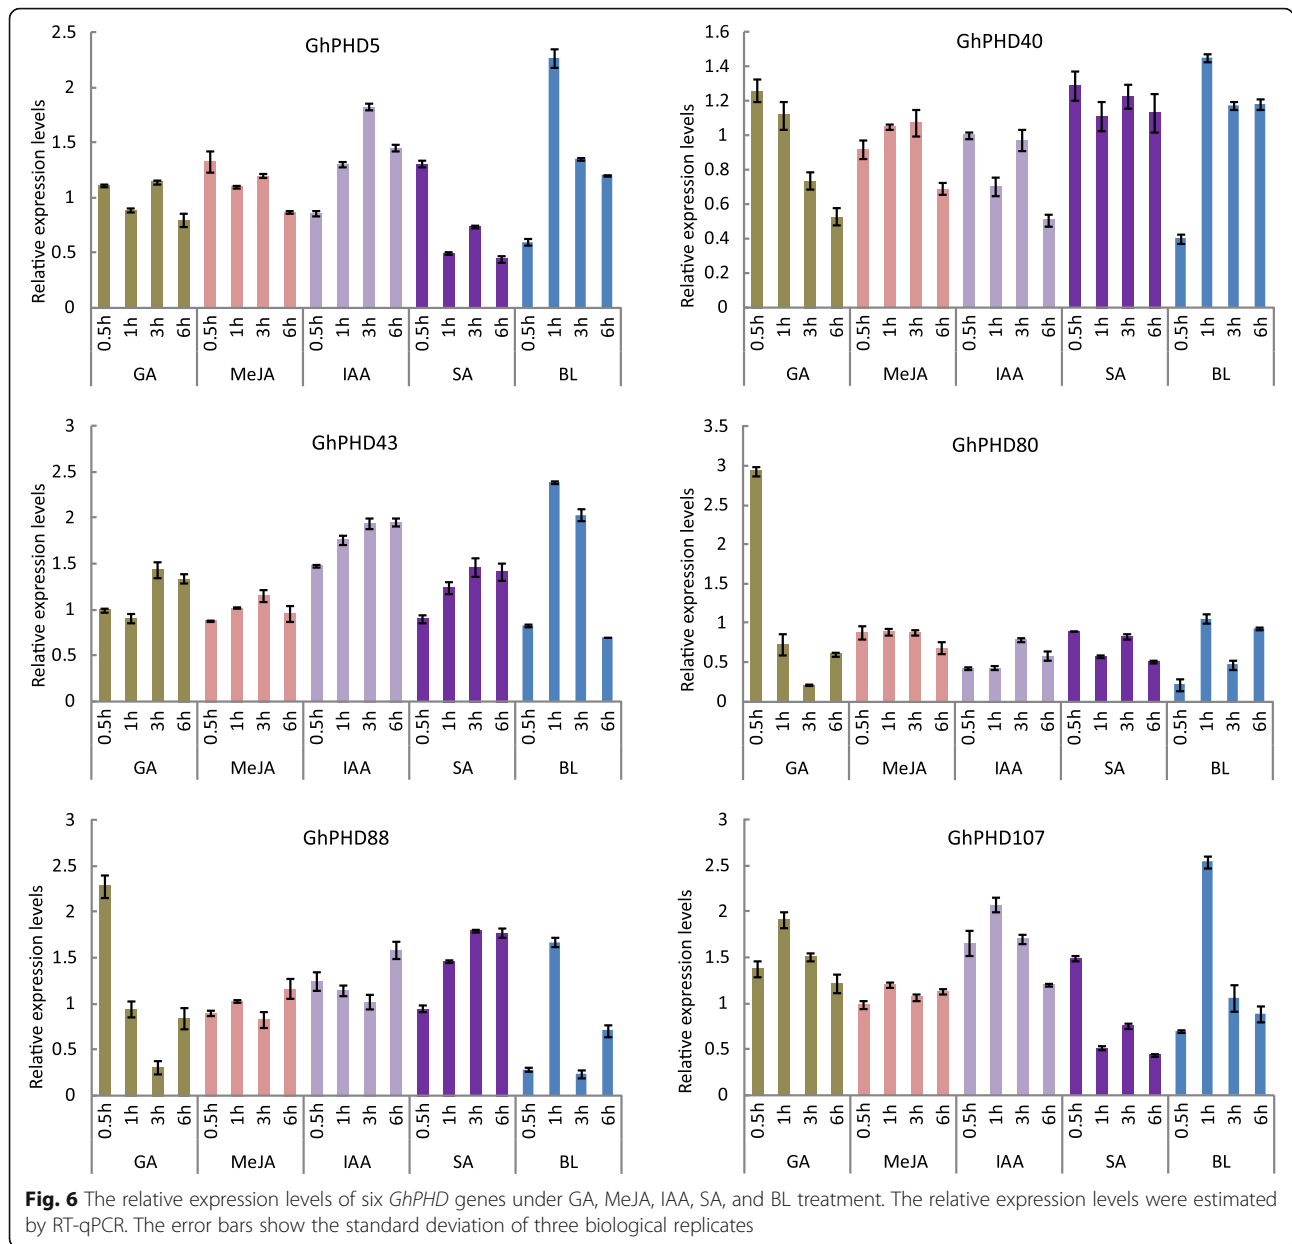 GhPHD5
Relative expression levels
2.5
2
1.5
1
0.5
0
0.5h 1h 3h 6h 0.5h 1h 3h 6h 0.5h 1h 3h 6h 0.5h 1h 3h 6h 0.5h 1h 3h 6h
GA MeJA IAA SA BL
GhPHD40
Relative expression levels
1.6
1.4
1.2
1
0.8
0.6
0.4
0.2
0
0.5h 1h 3h 6h 0.5h 1h 3h 6h 0.5h 1h 3h 6h 0.5h 1h 3h 6h 0.5h 1h 3h 6h
GA MeJA IAA SA BL
GhPHD43
Relative expression levels
3
2.5
2
1.5
1
0.5
0
0.5h 1h 3h 6h 0.5h 1h 3h 6h 0.5h 1h 3h 6h 0.5h 1h 3h 6h 0.5h 1h 3h 6h
GA MeJA IAA SA BL
GhPHD80
Relative expression levels
3.5
3
2.5
2
1.5
1
0.5
0
0.5h 1h 3h 6h 0.5h 1h 3h 6h 0.5h 1h 3h 6h 0.5h 1h 3h 6h 0.5h 1h 3h 6h
GA MeJA IAA SA BL
GhPHD88
Relative expression levels
3
2.5
2
1.5
1
0.5
0
0.5h 1h 3h 6h 0.5h 1h 3h 6h 0.5h 1h 3h 6h 0.5h 1h 3h 6h 0.5h 1h 3h 6h
GA MeJA IAA SA BL
GhPHD107
Relative expression levels
3
2.5
2
1.5
1
0.5
0
0.5h 1h 3h 6h 0.5h 1h 3h 6h 0.5h 1h 3h 6h 0.5h 1h 3h 6h 0.5h 1h 3h 6h
GA MeJA IAA SA BL
Fig. 6 The relative expression levels of six GhPHD genes under GA, MeJA, IAA, SA, and BL treatment. The relative expression levels were estimated
by RT-qPCR. The error bars show the standard deviation of three biological replicates